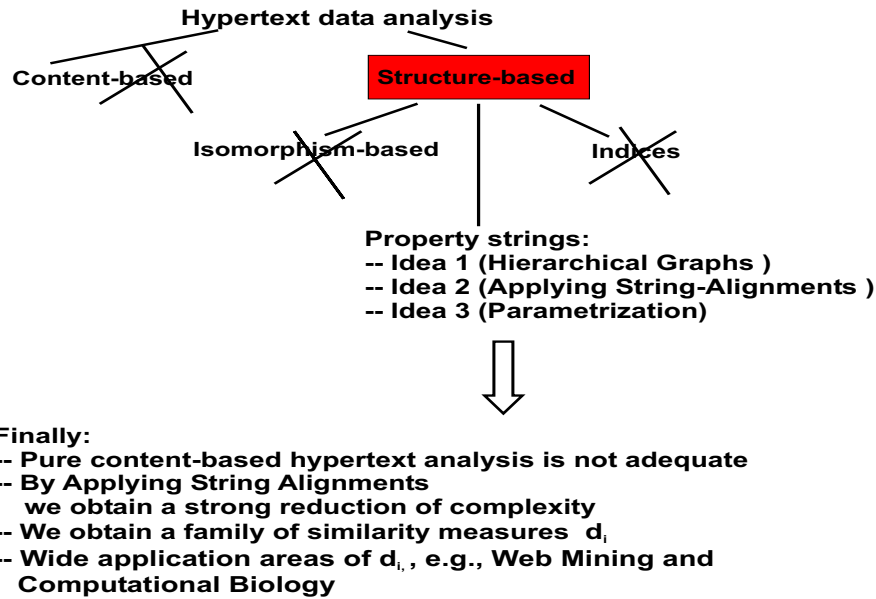 Hypertext data analysis
Content-based
Structure-based
Isomorphism-based
Indices
Property strings:
-- Idea 1 (Hierarchical Graphs )
-- Idea 2 (Applying String-Alignments )
-- Idea 3 (Parametrization)
Finally:
-- Pure content-based hypertext analysis is not adequate
-- By Applying String Alignments
we obtain a strong reduction of complexity
-- We obtain a family of similarity measures d_i
-- Wide application areas of d_i, , e.g., Web Mining and
Computational Biology